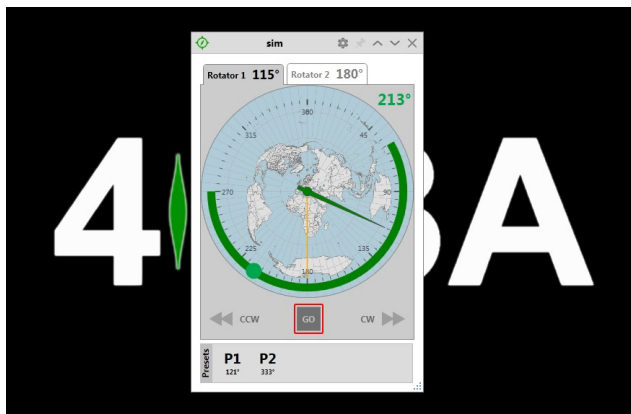 sim
Rotator 1 115° Rotator 2 180°
213°
360
315 45
270 90
225 135
180
CCW GO CW
Presets
P1 P2
121° 333°
4 BA